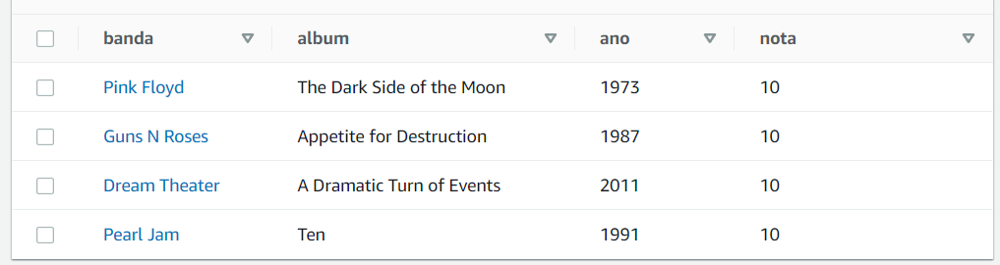 banda album ano nota
Pink Floyd The Dark Side of the Moon 1973 10
Guns N Roses Appetite for Destruction 1987 10
Dream Theater A Dramatic Turn of Events 2011 10
Pearl Jam Ten 1991 10